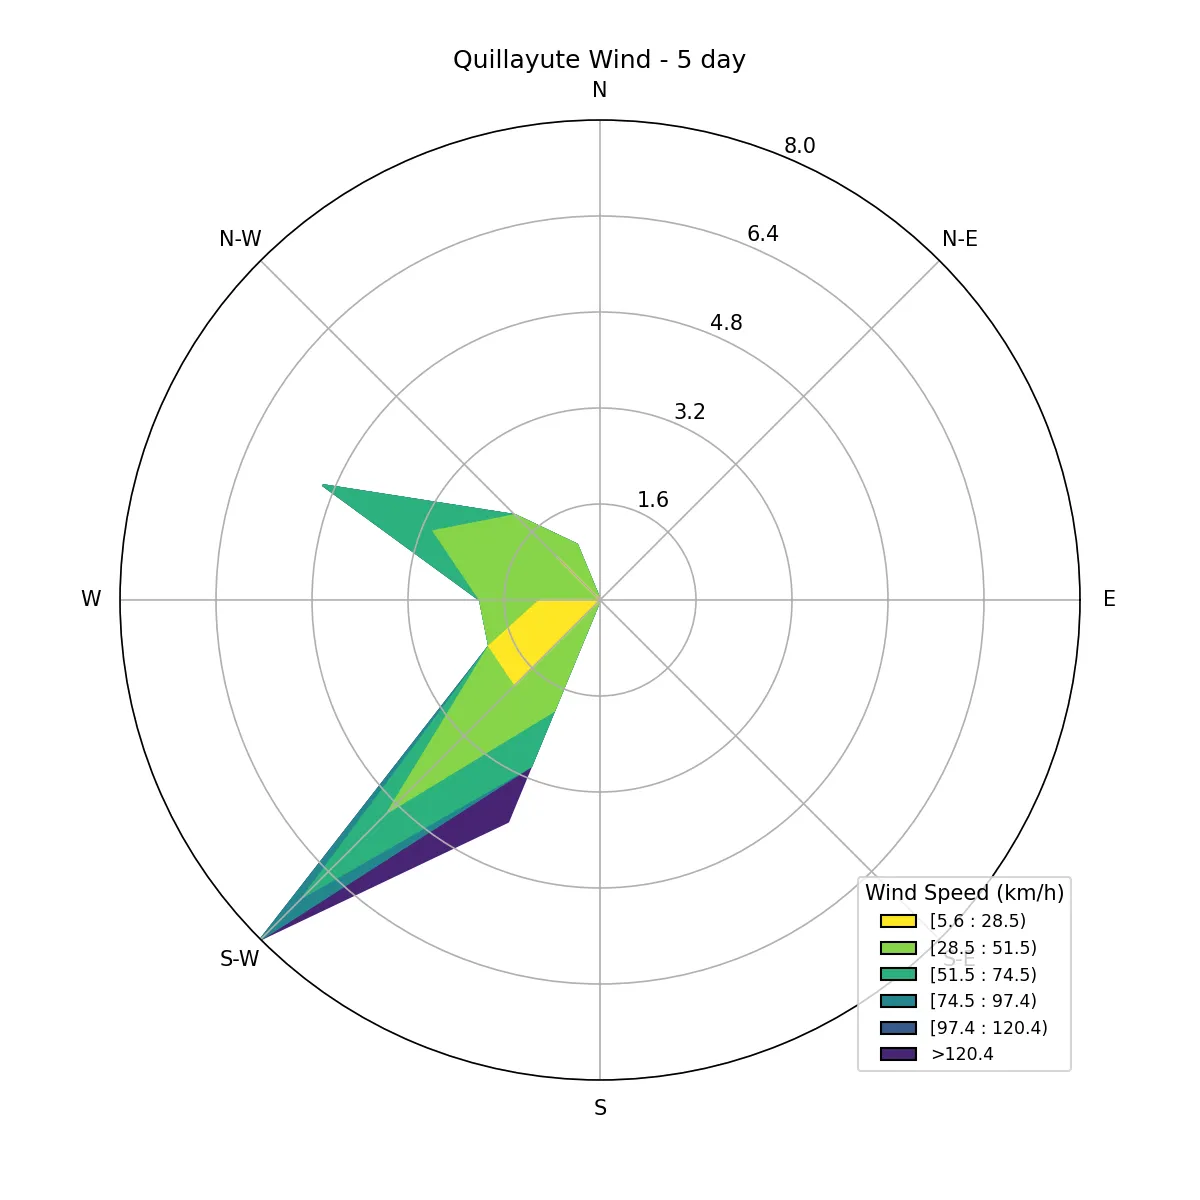 Quillayute Wind - 5 day
N
8.0
N-W
N-E
6.4
4.8
3.2
1.6
W
E
S-W
S-E
Wind Speed (km/h)
[5.6 : 28.5)
[28.5 : 51.5)
[51.5 : 74.5)
[74.5 : 97.4)
[97.4 : 120.4)
>120.4
S